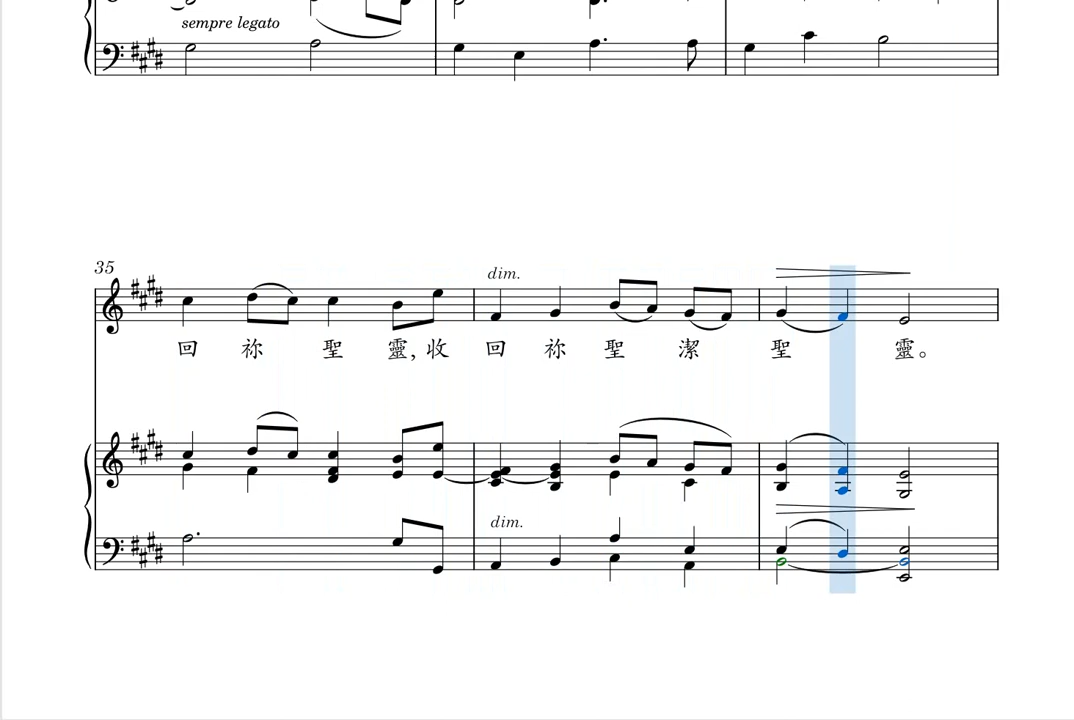 sempre legato
35
dim.
回 祢 聖 靈, 收 回 祢 聖 潔 聖 靈。
dim.